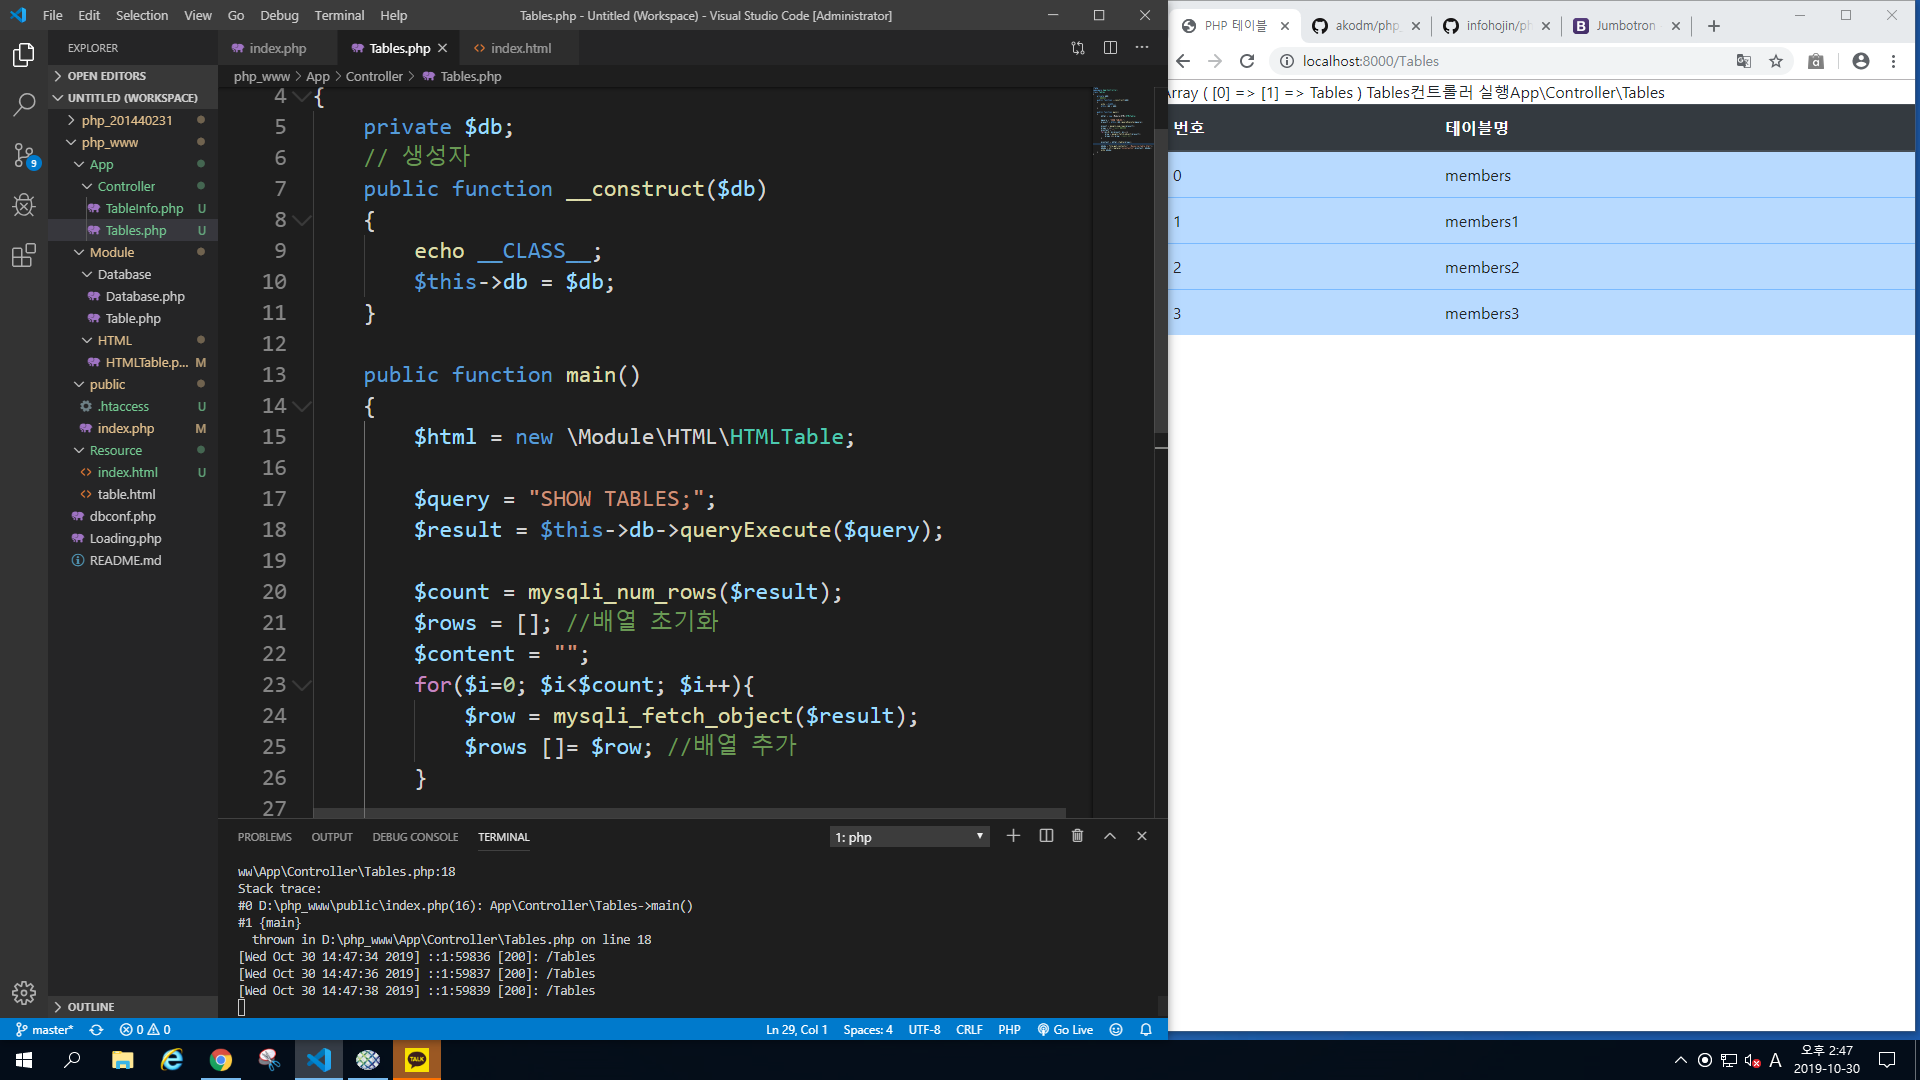 File Edit Selection View Go Debug Terminal Help
Tables.php - Untitled (Workspace) - Visual Studio Code [Administrator]
EXPLORER
OPEN EDITORS
UNTITLED (WORKSPACE)
php_201440231
php_www
App
Controller
TableInfo.php U
Tables.php U
Module
Database
Database.php
Table.php
HTML
HTMLTable.p... M
public
.htaccess U
index.php M
Resource
index.html U
table.html
dbconf.php
Loading.php
README.md
OUTLINE
9
index.php
Tables.php
index.html
php_www > App > Controller > Tables.php
4 {
5 private $db;
6 // 생성자
7 public function __construct($db)
8 {
9 echo __CLASS__;
10 $this->db = $db;
11 }
12
13 public function main()
14 {
15 $html = new \Module\HTML\HTMLTable;
16
17 $query = "SHOW TABLES;";
18 $result = $this->db->queryExecute($query);
19
20 $count = mysqli_num_rows($result);
21 $rows = []; //배열 초기화
22 $content = "";
23 for($i=0; $i<$count; $i++){
24 $row = mysqli_fetch_object($result);
25 $rows []= $row; //배열 추가
26 }
27
PROBLEMS OUTPUT DEBUG CONSOLE TERMINAL
1: php
ww\App\Controller\Tables.php:18
Stack trace:
#0 D:\php_www\public\index.php(16): App\Controller\Tables->main()
#1 {main}
thrown in D:\php_www\App\Controller\Tables.php on line 18
[Wed Oct 30 14:47:34 2019] ::1:59836 [200]: /Tables
[Wed Oct 30 14:47:36 2019] ::1:59837 [200]: /Tables
[Wed Oct 30 14:47:38 2019] ::1:59839 [200]: /Tables
master* 0 0
Ln 29, Col 1 Spaces: 4 UTF-8 CRLF PHP Go Live
PHP 테이블
akodm/php_
infohojin/ph
Jumbotron
localhost:8000/Tables
Array ( [0] => [1] => Tables ) Tables컨트롤러 실행App\Controller\Tables
번호 테이블명
0 members
1 members1
2 members2
3 members3
TALK
A
오후 2:47
2019-10-30